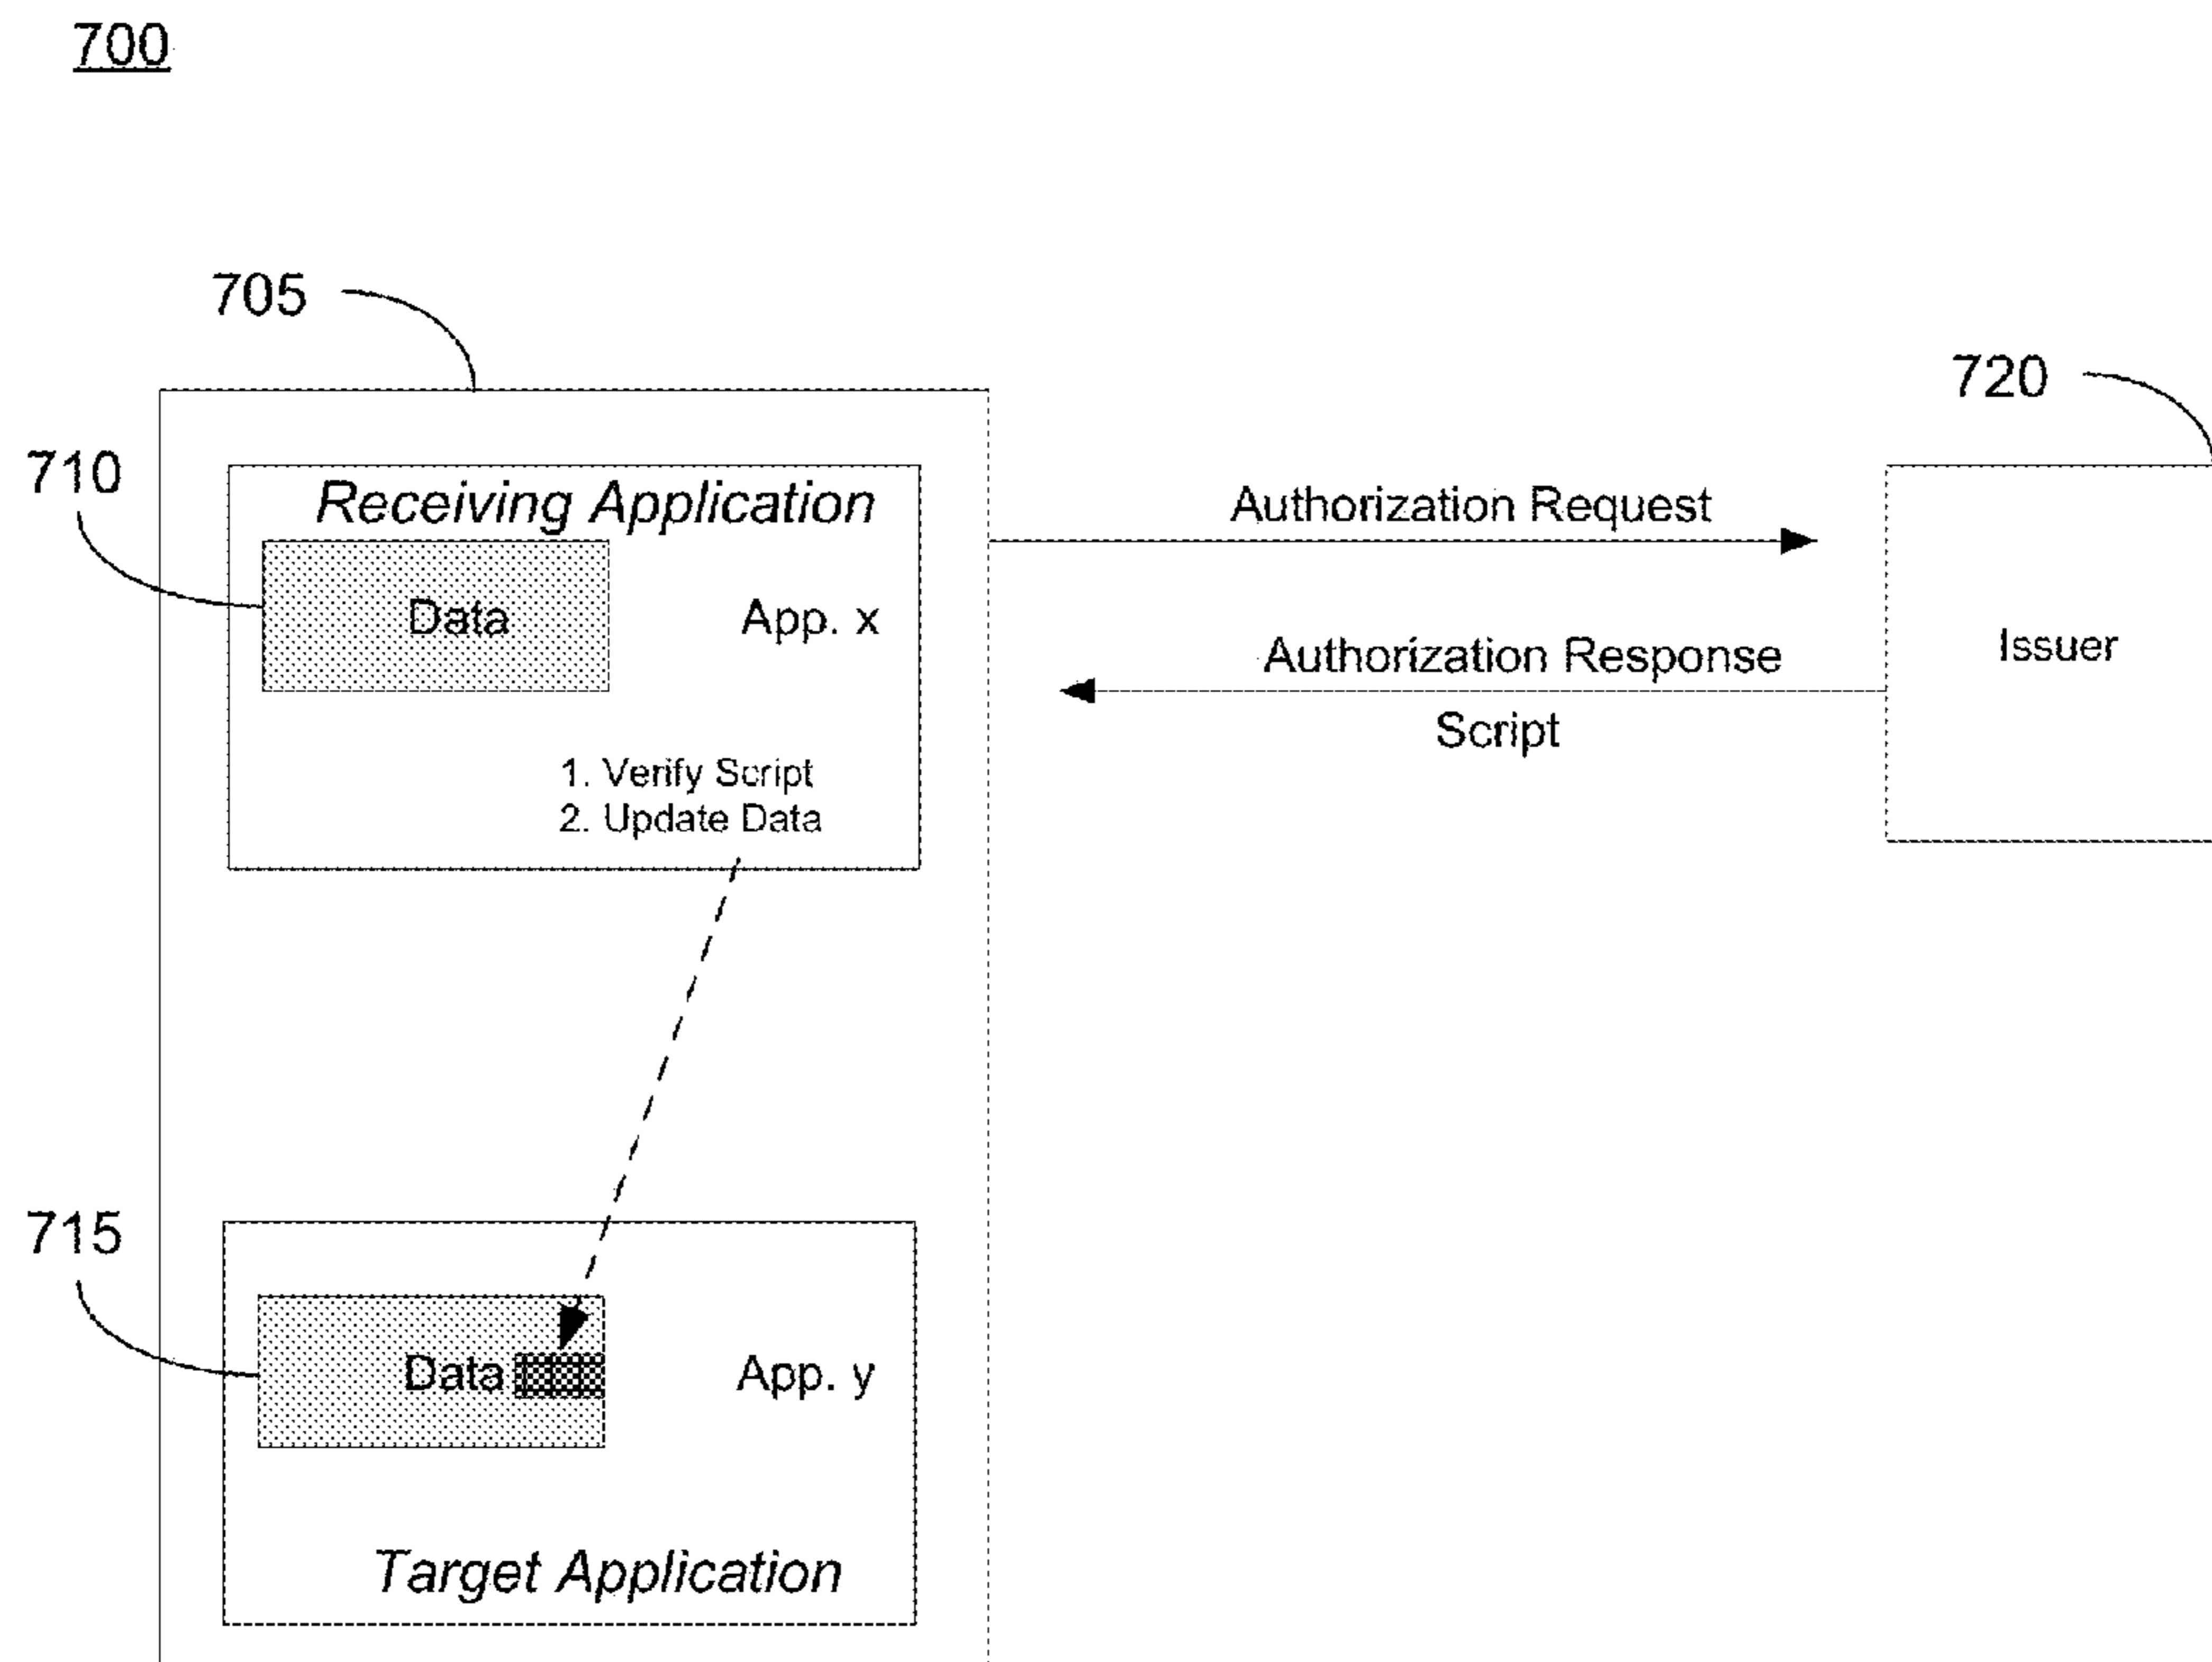 700
705
720
710
Receiving Application
Authorization Request
Data
App. x
Authorization Response
Issuer
Script
1. Verify Script
2. Update Data
715
Data
App. y
Target Application